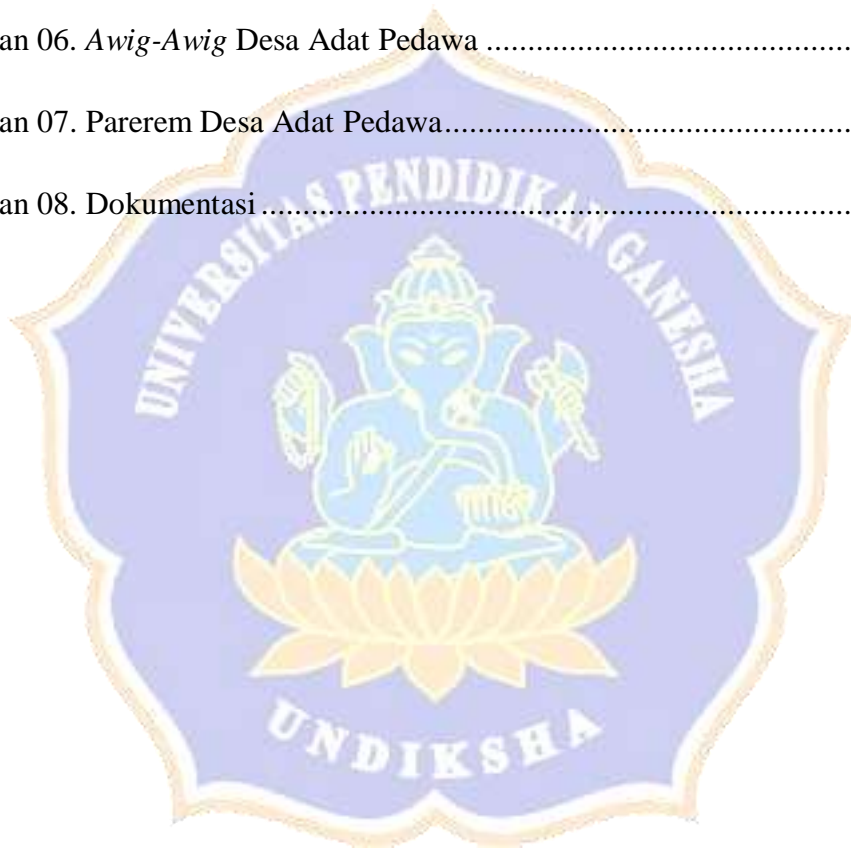 an 06. Awig-Awig Desa Adat Pedawa ..........................................
an 07. Parerem Desa Adat Pedawa...............................................
an 08. Dokumentasi....................................................................
UNIVERSITAS PENDIDIKAN GANESHA
UNDIKSHA